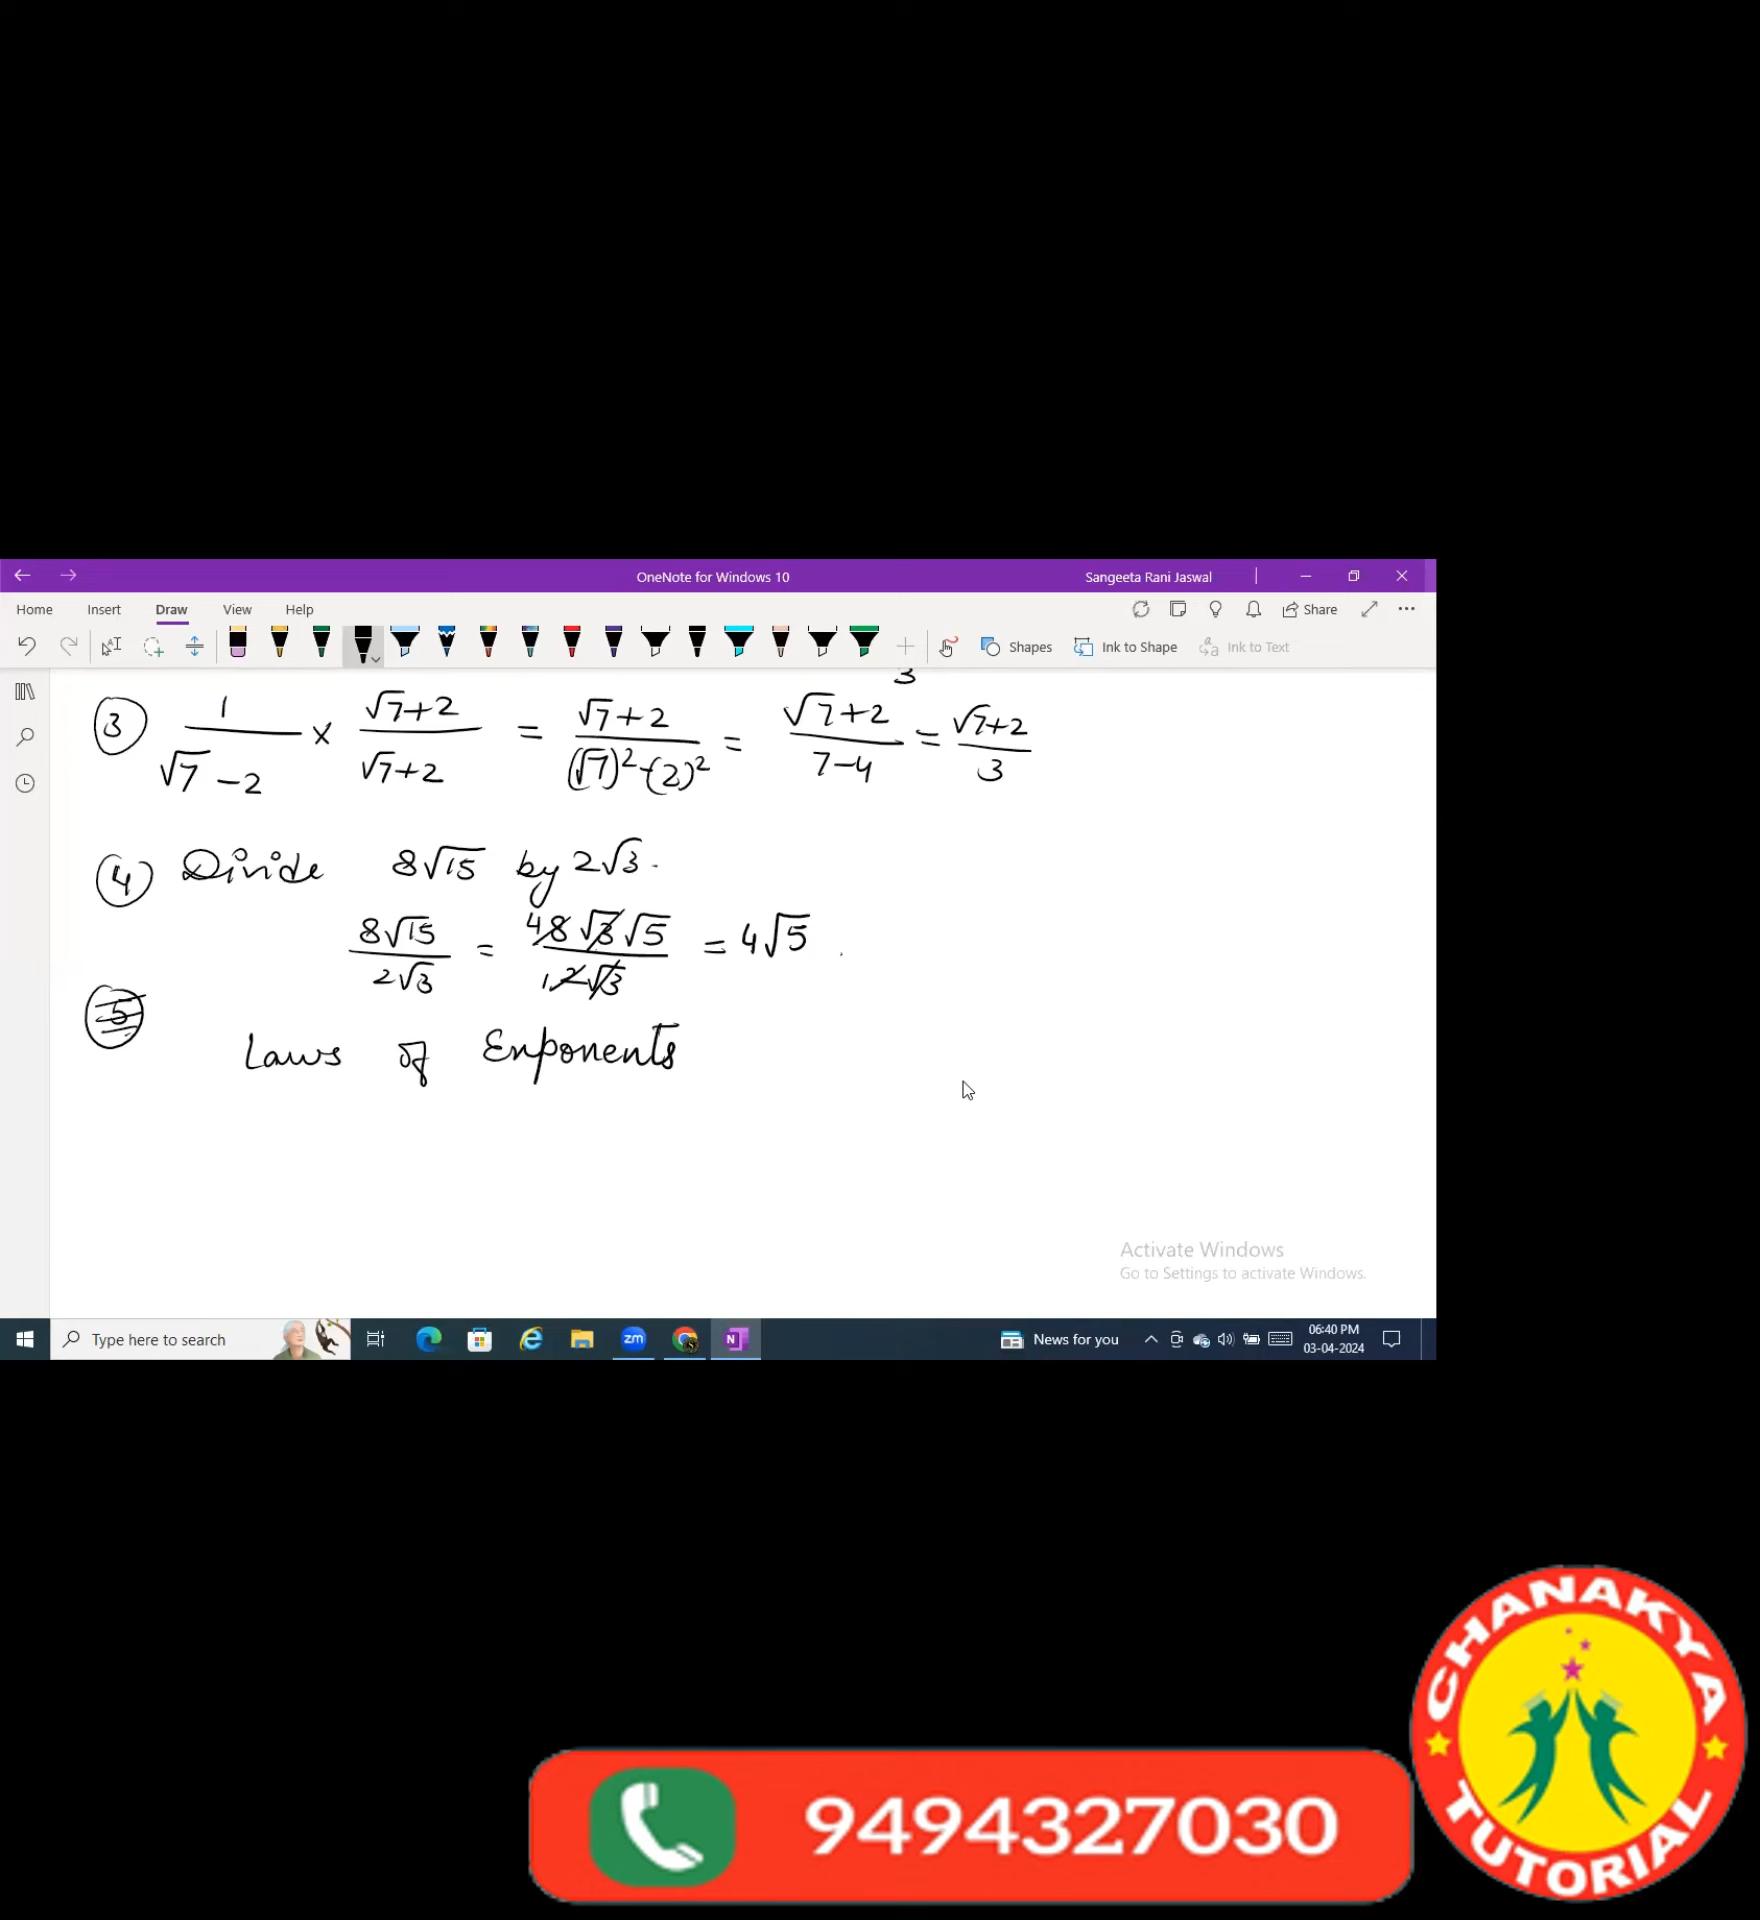 OneNote for Windows 10 Sangeeta Rani Jaswal
Home Insert Draw View Help Share
Shapes Ink to Shape Ink to Text
3
③ 1/(√7-2) × (√7+2)/(√7+2) = (√7+2)/((√7)²-(2)²) = (√7+2)/(7-4) = (√7+2)/3
④ Divide 8√15 by 2√3.
8√15/2√3 = 4 8√3√5/1 2√3 = 4√5
⑤
Laws of Exponents
Activate Windows
Go to Settings to activate Windows.
Type here to search zm N News for you 06:40 PM
03-04-2024
CHANAKYA
TUTORIAL
9494327030